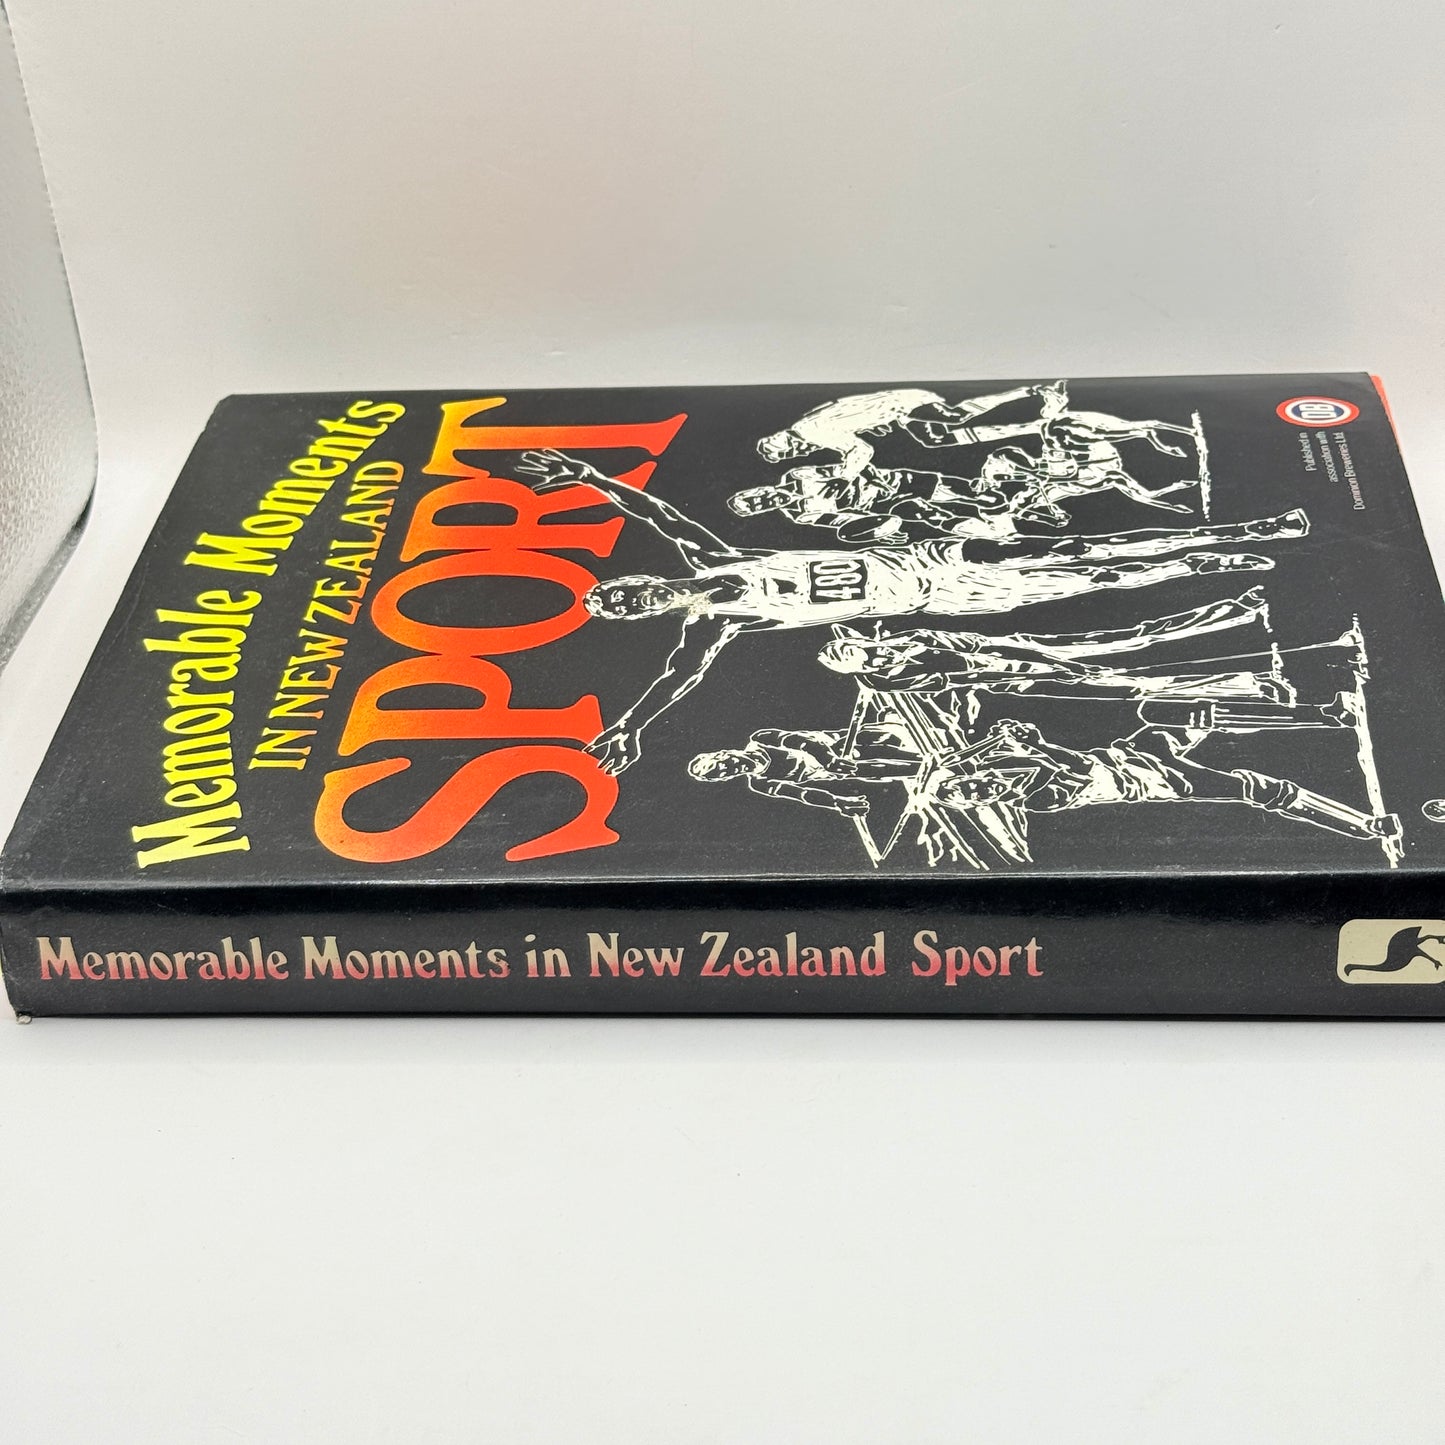 Memorable Moments
IN NEW ZEALAND
SPORT
480
DB
Published in
association with
Dominion Breweries Ltd.
Memorable Moments in New Zealand Sport